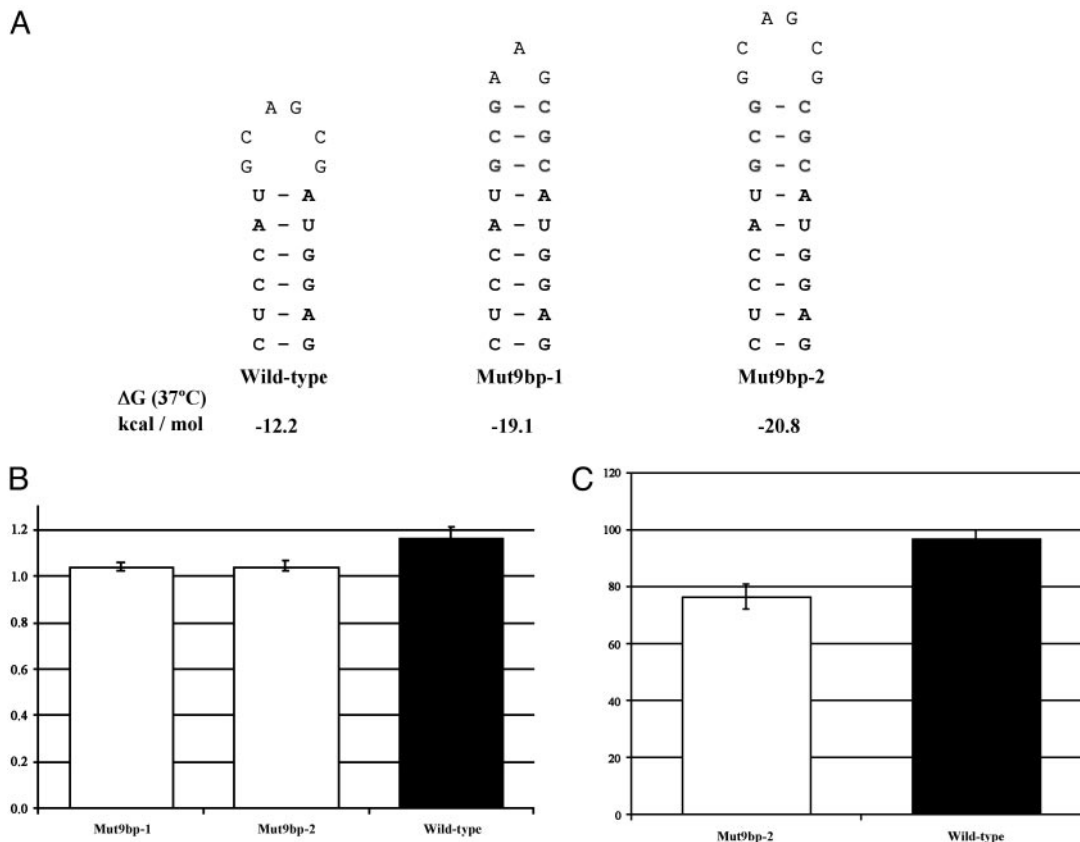 A
A G
C C
G G
U – A
A – U
C – G
C – G
U – A
C – G
Wild-type
A
A G
G – C
C – G
G – C
U – A
A – U
C – G
C – G
U – A
C – G
Mut9bp-1
A G
C C
G G
G – C
C – G
G – C
U – A
A – U
C – G
C – G
U – A
C – G
Mut9bp-2
ΔG (37ºC)
kcal / mol -12.2 -19.1 -20.8
B
1.2
1.0
0.8
0.6
0.4
0.2
0.0
Mut9bp-1 Mut9bp-2 Wild-type
C
120
100
80
60
40
20
0
Mut9bp-2 Wild-type